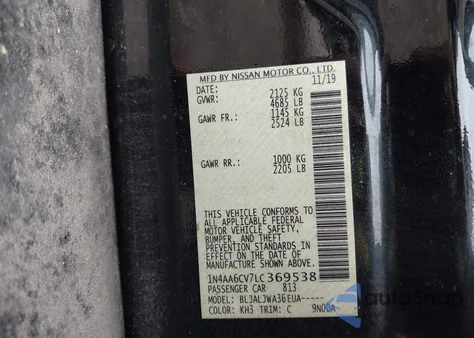 MFD BY NISSAN MOTOR CO., LTD.
DATE: 11/19
GVWR: 2125 KG
4685 LB
GAWR FR.: 1145 KG
2524 LB
GAWR RR.: 1000 KG
2205 LB
THIS VEHICLE CONFORMS TO
ALL APPLICABLE FEDERAL
MOTOR VEHICLE SAFETY,
BUMPER, AND THEFT
PREVENTION STANDARDS IN
EFFECT ON THE DATE OF
MANUFACTURE SHOWN ABOVE.
1N4AA6CV7LC369538
PASSENGER CAR 813
MODEL: BLJALJWA36EUA-----
COLOR: KH3 TRIM: C 9N00A
autosnap